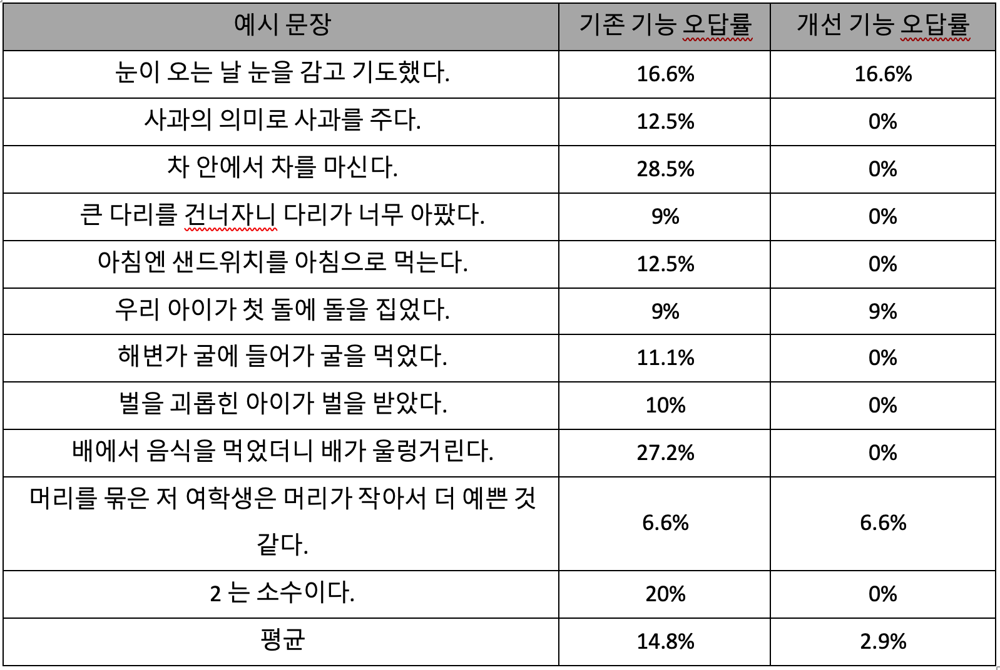 예시 문장 기존 기능 오답률 개선 기능 오답률
눈이 오는 날 눈을 감고 기도했다. 16.6% 16.6%
사과의 의미로 사과를 주다. 12.5% 0%
차 안에서 차를 마신다. 28.5% 0%
큰 다리를 건너자니 다리가 너무 아팠다. 9% 0%
아침엔 샌드위치를 아침으로 먹는다. 12.5% 0%
우리 아이가 첫 돌에 돌을 집었다. 9% 9%
해변가 굴에 들어가 굴을 먹었다. 11.1% 0%
벌을 괴롭힌 아이가 벌을 받았다. 10% 0%
배에서 음식을 먹었더니 배가 울렁거린다. 27.2% 0%
머리를 묶은 저 여학생은 머리가 작아서 더 예쁜 것
같다. 6.6% 6.6%
2 는 소수이다. 20% 0%
평균 14.8% 2.9%